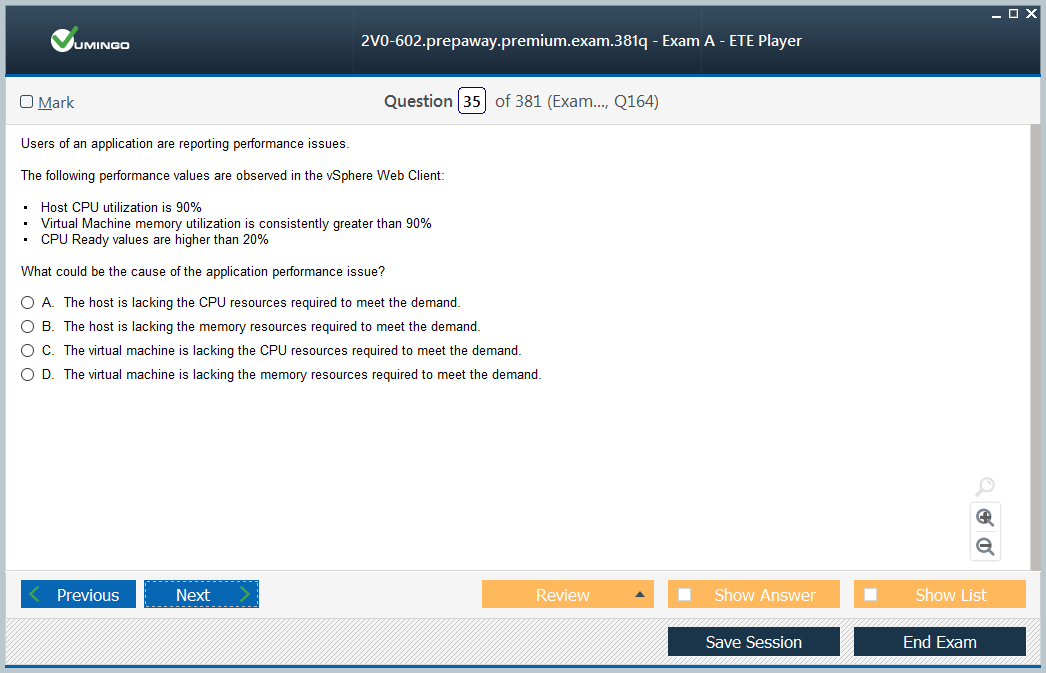 VUMINGO
2V0-602.prepaway.premium.exam.381q - Exam A - ETE Player
Mark
Question 35 of 381 (Exam..., Q164)
Users of an application are reporting performance issues.
The following performance values are observed in the vSphere Web Client:
• Host CPU utilization is 90%
• Virtual Machine memory utilization is consistently greater than 90%
• CPU Ready values are higher than 20%
What could be the cause of the application performance issue?
A. The host is lacking the CPU resources required to meet the demand.
B. The host is lacking the memory resources required to meet the demand.
C. The virtual machine is lacking the CPU resources required to meet the demand.
D. The virtual machine is lacking the memory resources required to meet the demand.
Previous Next Review Show Answer Show List
Save Session End Exam